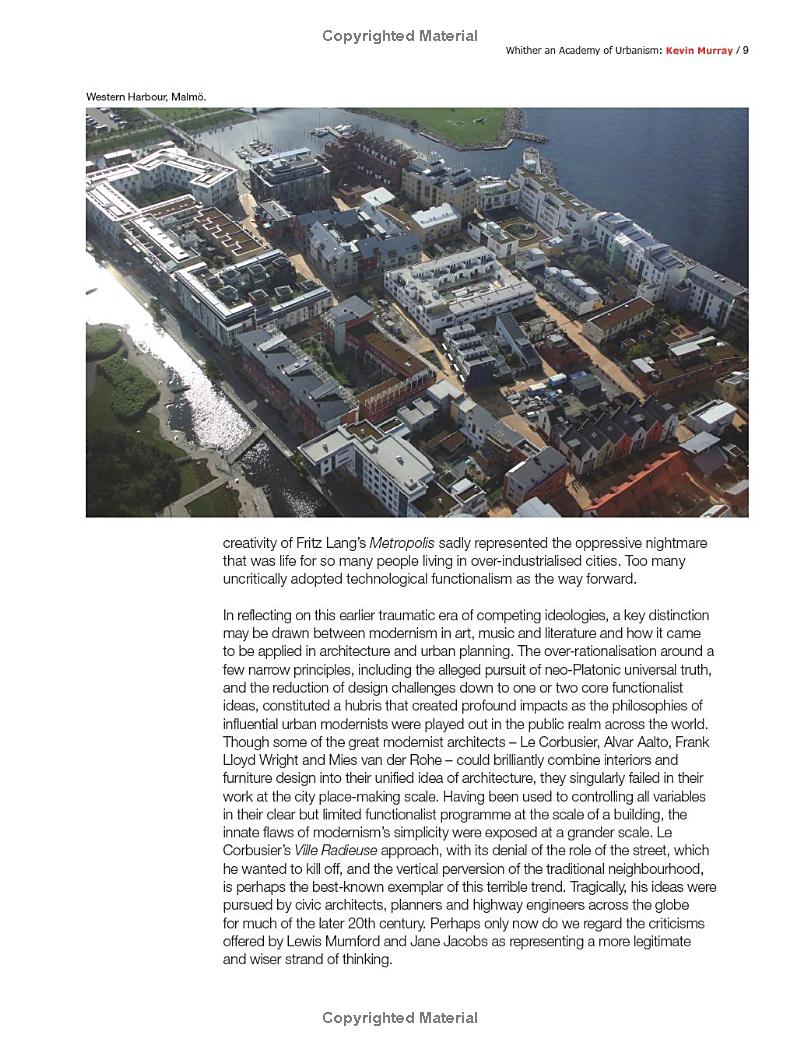 Copyrighted Material
Whither an Academy of Urbanism: Kevin Murray / 9
Western Harbour, Malmö.
creativity of Fritz Lang’s Metropolis sadly represented the oppressive nightmare
that was life for so many people living in over-industrialised cities. Too many
uncritically adopted technological functionalism as the way forward.
In reflecting on this earlier traumatic era of competing ideologies, a key distinction
may be drawn between modernism in art, music and literature and how it came
to be applied in architecture and urban planning. The over-rationalisation around a
few narrow principles, including the alleged pursuit of neo-Platonic universal truth,
and the reduction of design challenges down to one or two core functionalist
ideas, constituted a hubris that created profound impacts as the philosophies of
influential urban modernists were played out in the public realm across the world.
Though some of the great modernist architects – Le Corbusier, Alvar Aalto, Frank
Lloyd Wright and Mies van der Rohe – could brilliantly combine interiors and
furniture design into their unified idea of architecture, they singularly failed in their
work at the city place-making scale. Having been used to controlling all variables
in their clear but limited functionalist programme at the scale of a building, the
innate flaws of modernism’s simplicity were exposed at a grander scale. Le
Corbusier’s Ville Radieuse approach, with its denial of the role of the street, which
he wanted to kill off, and the vertical perversion of the traditional neighbourhood,
is perhaps the best-known exemplar of this terrible trend. Tragically, his ideas were
pursued by civic architects, planners and highway engineers across the globe
for much of the later 20th century. Perhaps only now do we regard the criticisms
offered by Lewis Mumford and Jane Jacobs as representing a more legitimate
and wiser strand of thinking.
Copyrighted Material